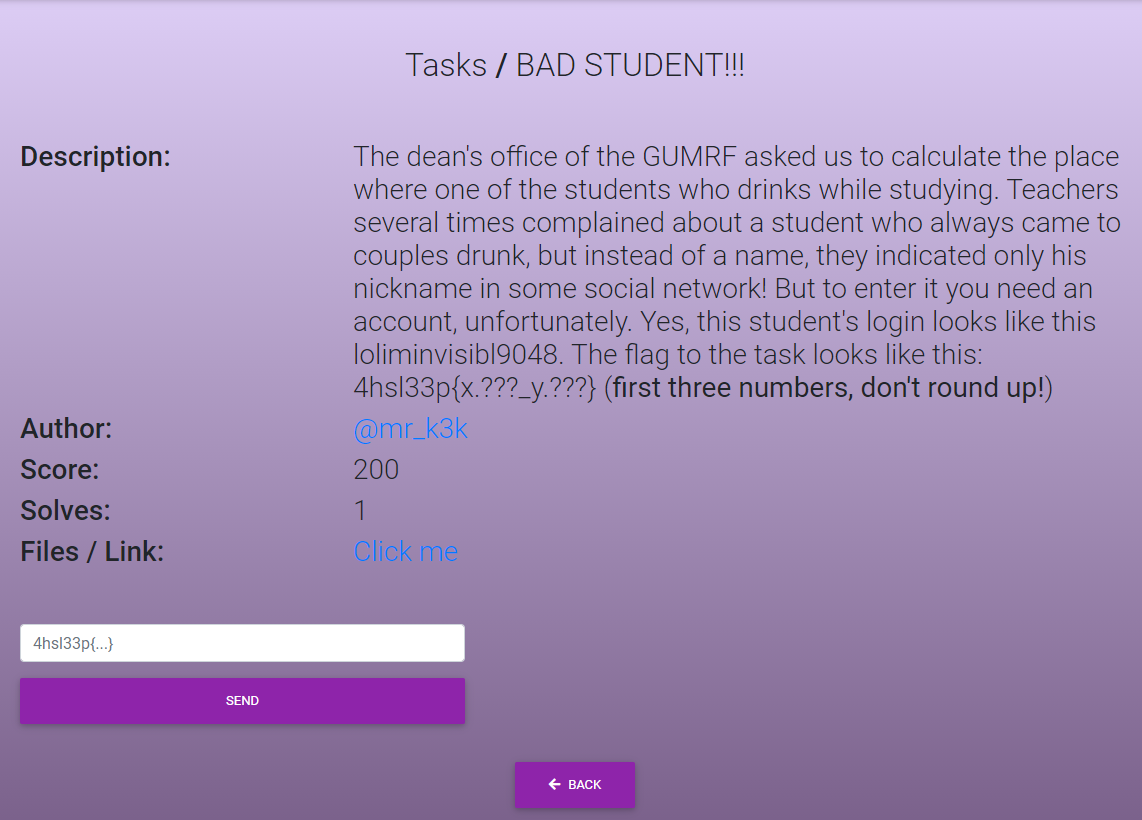 Tasks / BAD STUDENT!!!
Description:
The dean's office of the GUMRF asked us to calculate the place
where one of the students who drinks while studying. Teachers
several times complained about a student who always came to
couples drunk, but instead of a name, they indicated only his
nickname in some social network! But to enter it you need an
account, unfortunately. Yes, this student's login looks like this
loliminvisibl9048. The flag to the task looks like this:
4hsl33p{x.???_y.???} (first three numbers, don't round up!)
Author: @mr_k3k
Score: 200
Solves: 1
Files / Link: Click me
4hsl33p{...}
SEND
BACK